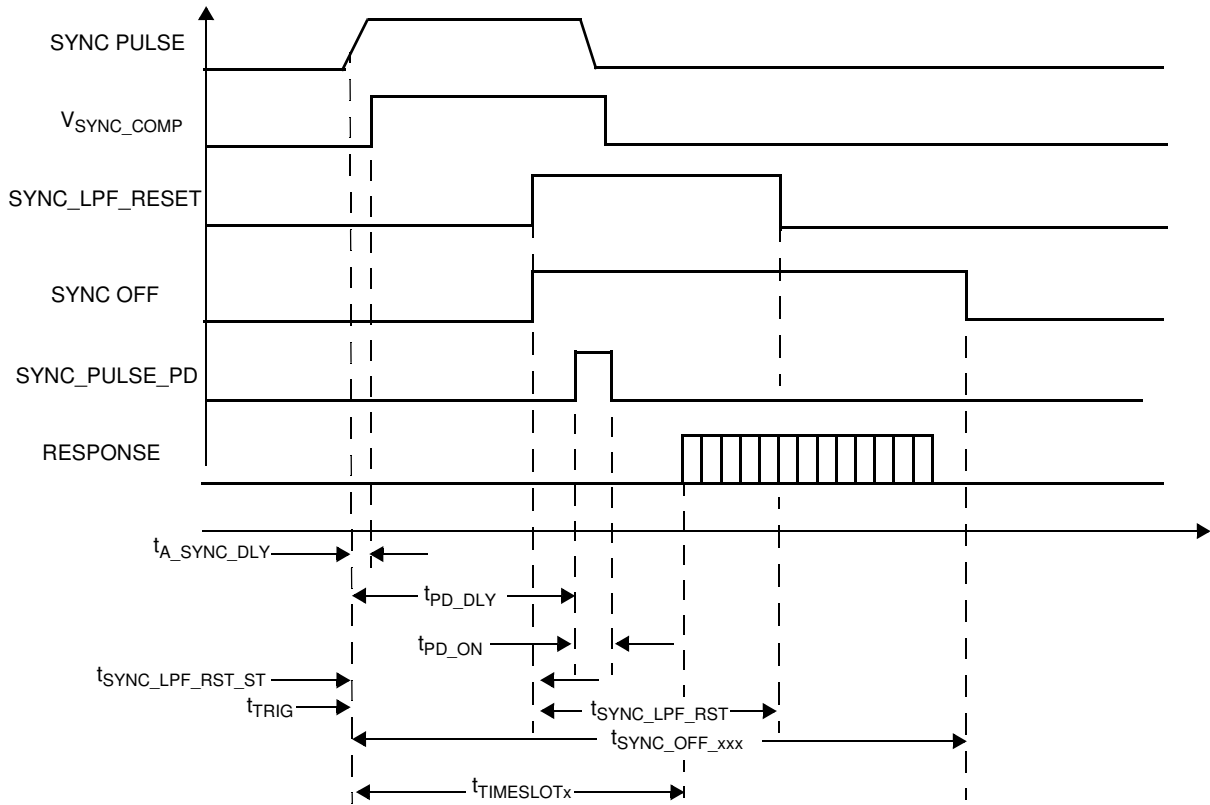 SYNC PULSE
VSYNC_COMP
SYNC_LPF_RESET
SYNC OFF
SYNC_PULSE_PD
RESPONSE
tA_SYNC_DLY
tPD_DLY
tPD_ON
tSYNC_LPF_RST_ST
tTRIG
tSYNC_LPF_RST
tSYNC_OFF_xxx
tTIMESLOTx